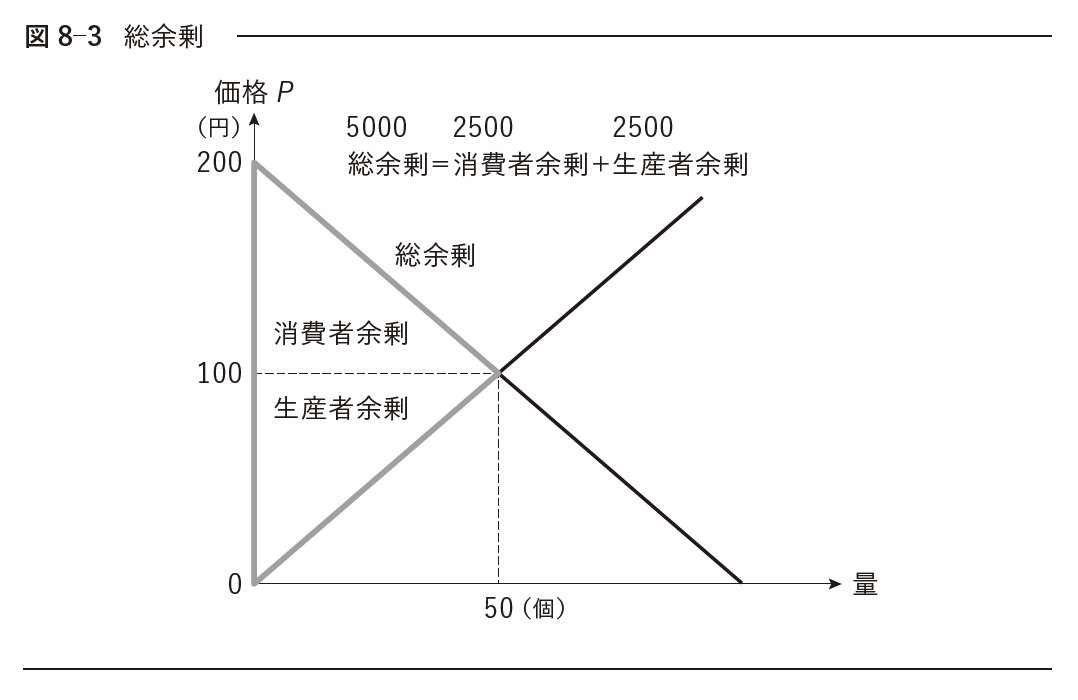 図 8-3 総余剰
価格 P
(円)
5000 2500 2500
総余剰=消費者余剰+生産者余剰
200
総余剰
消費者余剰
100
生産者余剰
0
量
50(個)